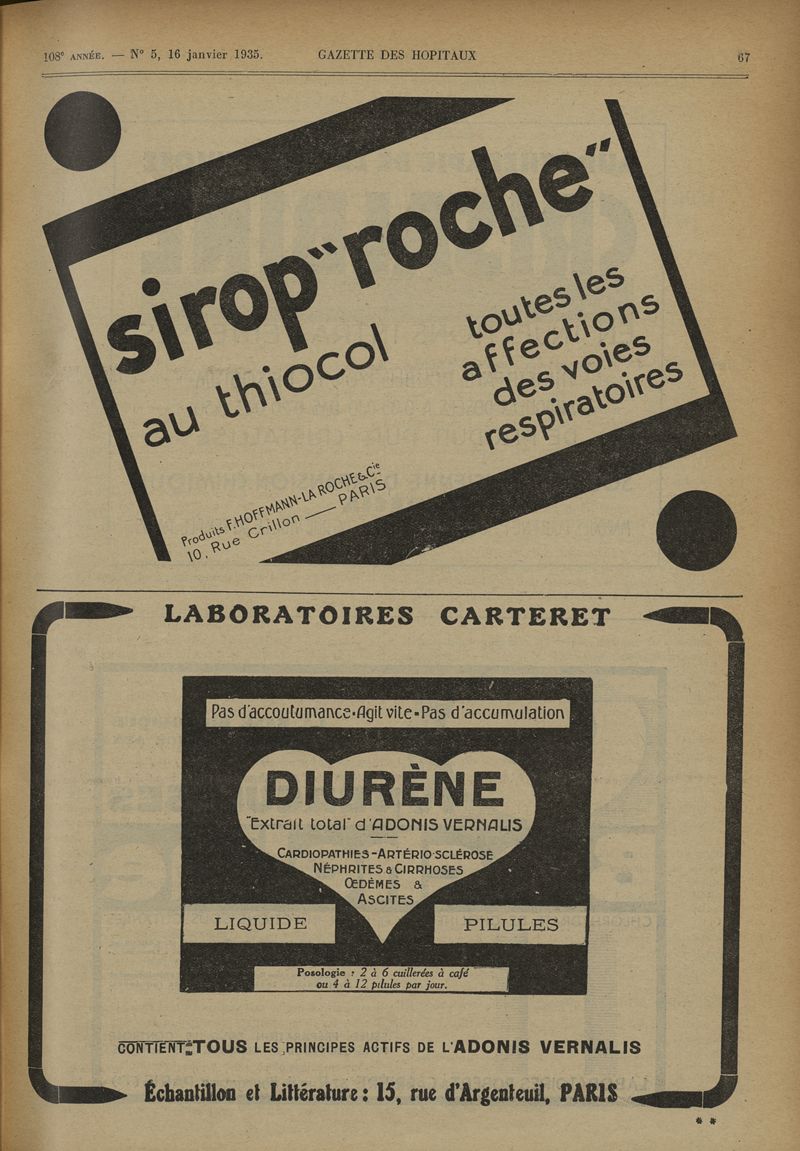 108e ANNÉE. — N° 5, 16 janvier 1935.
GAZETTE DES HOPITAUX
67
sirop "roche"
au thiocol
toutes les
affections
des voies
respiratoires
Produits F. HOFFMANN-LA ROCHE & Cie
10, Rue Crillon — PARIS
LABORATOIRES CARTERET
Pas d'accoutumance·Agit vite-Pas d'accumulation
DIURÈNE
"Extrait total" d'ADONIS VERNALIS
CARDIOPATHIES-ARTÉRIO-SCLÉROSE
NÉPHRITES & CIRRHOSES
ŒDÈMES &
ASCITES
LIQUIDE
PILULES
Posologie : 2 à 6 cuillerées à café
ou 4 à 12 pilules par jour.
CONTIENT TOUS LES PRINCIPES ACTIFS DE L'ADONIS VERNALIS
Échantillon et Littérature : 15, rue d'Argenteuil, PARIS
* *